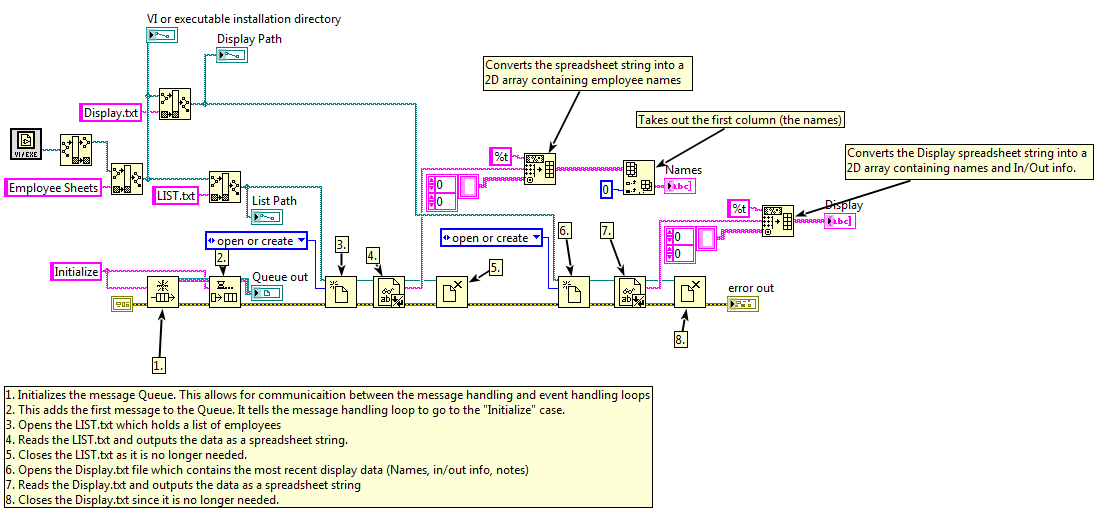 VI or executable installation directory
Display Path
Converts the spreadsheet string into a
2D array containing employee names
Display.txt
Takes out the first column (the names)
VI/EXE
Converts the Display spreadsheet string into a
2D array containing names and In/Out info.
%t
Names
Employee Sheets
LIST.txt
List Path
0
0
0
Abc
%t
Display
Abc
open or create
3.
open or create
6.
7.
0
0
2.
4.
5.
Initialize
Queue out
error out
ab
ab
1.
8.
1. Initializes the message Queue. This allows for communicaition between the message handling and event handling loops
2. This adds the first message to the Queue. It tells the message handling loop to go to the "Initialize" case.
3. Opens the LIST.txt which holds a list of employees
4. Reads the LIST.txt and outputs the data as a spreadsheet string.
5. Closes the LIST.txt as it is no longer needed.
6. Opens the Display.txt file which contains the most recent display data (Names, in/out info, notes)
7. Reads the Display.txt and outputs the data as a spreadsheet string
8. Closes the Display.txt since it is no longer needed.